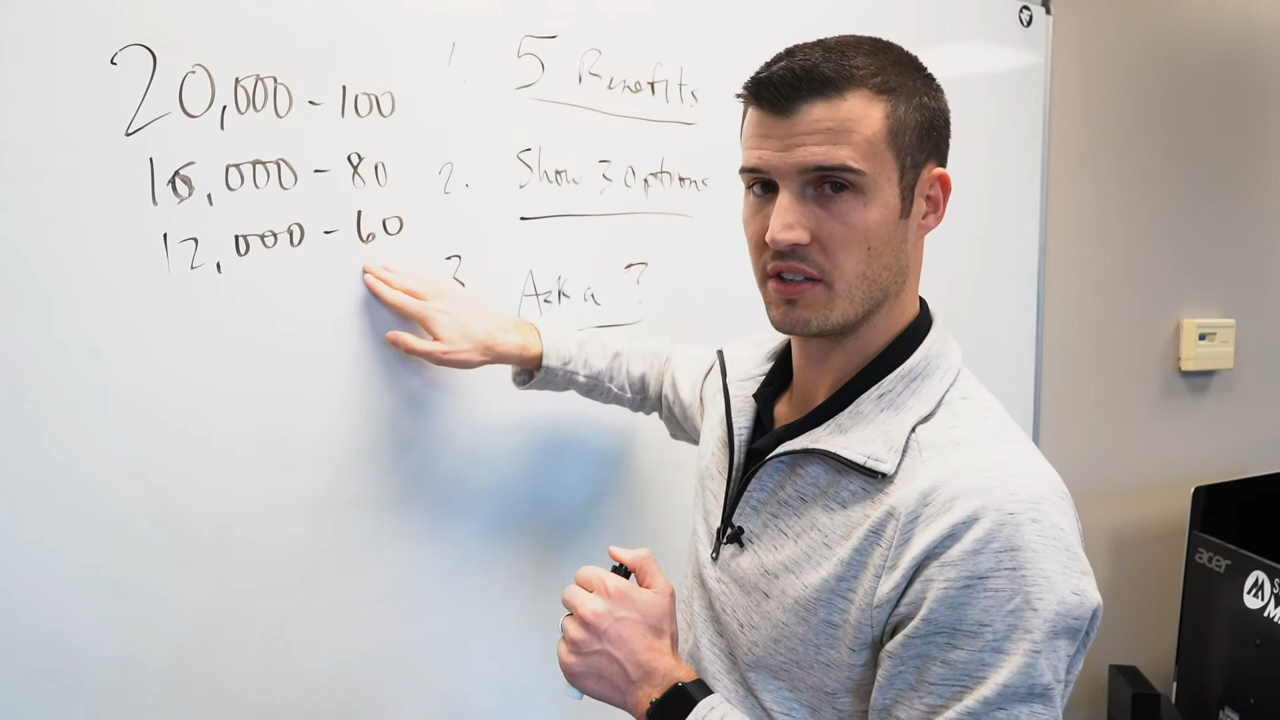 20,000 - 100
16,000 - 80
12,000 - 60
1. 5 Benefits
2. Show 3 Options
3 Ask a ?
acer
S
M